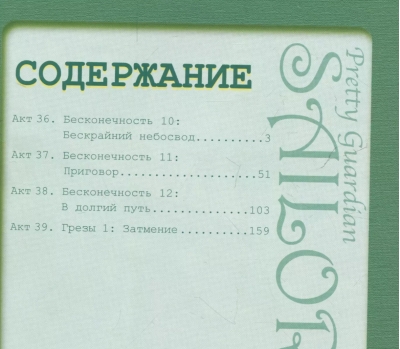 СОДЕРЖАНИЕ
Акт 36. Бесконечность 10:
Бескрайний небосвод..........3
Акт 37. Бесконечность 11:
Приговор....................51
Акт 38. Бесконечность 12:
В долгий путь..............103
Акт 39. Грезы 1: Затмение..........159
Pretty Guardian
SAILOR